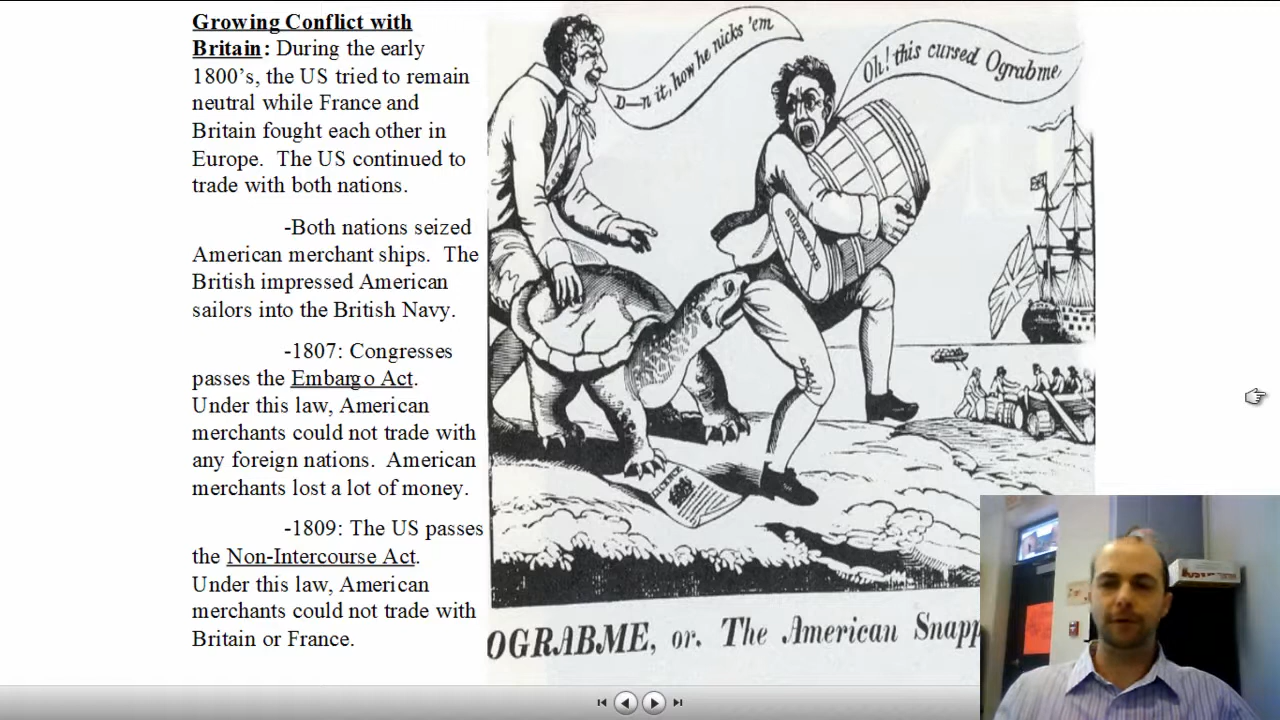 Growing Conflict with
Britain: During the early
1800's, the US tried to remain
neutral while France and
Britain fought each other in
Europe. The US continued to
trade with both nations.
-Both nations seized
American merchant ships. The
British impressed American
sailors into the British Navy.
-1807: Congresses
passes the Embargo Act.
Under this law, American
merchants could not trade with
any foreign nations. American
merchants lost a lot of money.
-1809: The US passes
the Non-Intercourse Act.
Under this law, American
merchants could not trade with
Britain or France.
D—n it, how he nicks 'em
Oh! this cursed Ograbme
SUPERFINE
LICENCE
OGRABME, or. The American Snapp